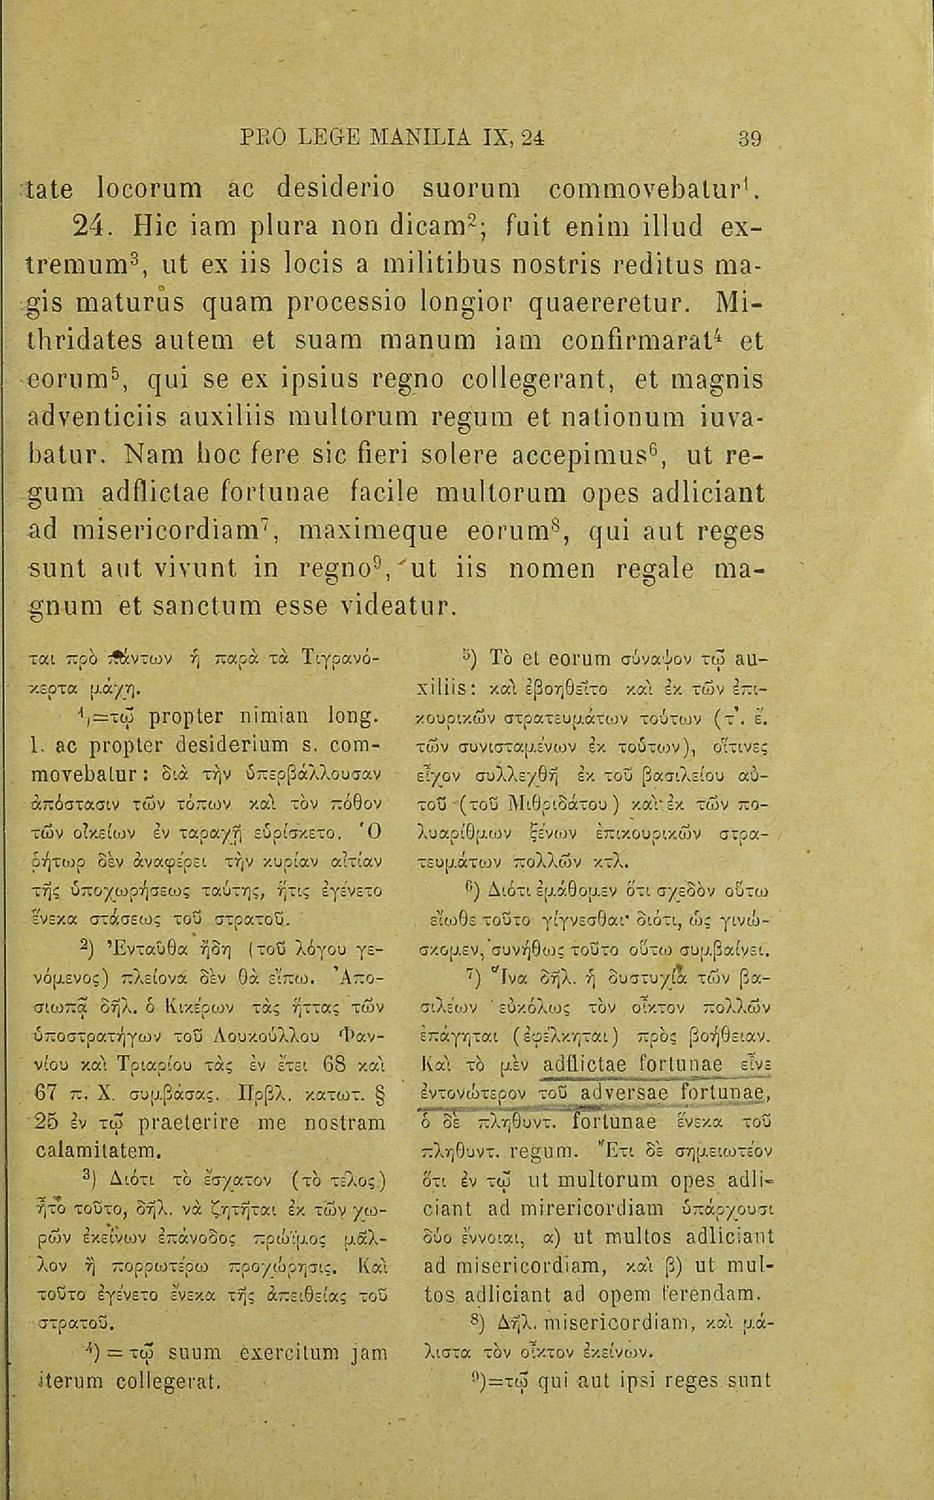 PRO LEGE MANILIA IX, 24 39
tate locorum ac desiderio suorum commovebatur¹.
24. Hic iam plura non dicam²; fuit enim illud ex-
tremum³, ut ex iis locis a militibus nostris reditus ma-
gis maturus quam processio longior quaereretur. Mi-
thridates autem et suam manum iam confirmarat⁴ et
eorum⁵, qui se ex ipsius regno collegerant, et magnis
adventiciis auxiliis multorum regum et nationum iuva-
batur. Nam hoc fere sic fieri solere accepimus⁶, ut re-
gum adflictae fortunae facile multorum opes adliciant
ad misericordiam⁷, maximeque eorum⁸, qui aut reges
sunt aut vivunt in regno⁹, ut iis nomen regale ma-
gnum et sanctum esse videatur.
ται πρὸ πάντων ἡ παρὰ τὰ Τιγρανό-
κερτα μάχη.
¹)=τῷ propter nimian long.
l. ac propter desiderium s. com-
movebatur: διὰ τὴν ὑπερβάλλουσαν
ἀπόστασιν τῶν τόπων καὶ τὸν πόθον
τῶν οἰκείων ἐν ταραχῇ εὑρίσκετο. Ὁ
ῥήτωρ δὲν ἀναφέρει τὴν κυρίαν αἰτίαν
τῆς ὑποχωρήσεως ταύτης, ἥτις ἐγένετο
ἕνεκα στάσεως τοῦ στρατοῦ.
²) Ἐνταῦθα ἤδη (τοῦ λόγου γε-
νόμενος) πλείονα δὲν θὰ εἴπω. Ἀπο-
σιωπᾷ δῆλ. ὁ Κικέρων τὰς ἥττας τῶν
ὑποστρατήγων τοῦ Λουκούλλου Φαν-
νίου καὶ Τριαρίου τὰς ἐν ἔτει 68 καὶ
67 π. Χ. συμβάσας. Πρβλ. κατωτ. §
25 ἐν τῷ praeterire me nostram
calamitatem.
³) Διότι τὸ ἔσχατον (τὸ τέλος)
ἦτο τοῦτο, δῆλ. νὰ ζητῆται ἐκ τῶν χω-
ρῶν ἐκείνων ἐπάνοδος πρώϊμος μᾶλ-
λον ἢ πορρωτέρω προχώρησις. Καὶ
τοῦτο ἐγένετο ἕνεκα τῆς ἀπειθείας τοῦ
στρατοῦ.
⁴) = τῷ suum exercitum jam
iterum collegerat.
⁵) Τὸ et eorum σύναψον τῷ au-
xiliis: καὶ ἐβοηθεῖτο καὶ ἐκ τῶν ἐπι-
κουρικῶν στρατευμάτων τούτων (τ. ἔ.
τῶν συνισταμένων ἐκ τούτων), οἵτινες
εἶχον συλλεχθῆ ἐκ τοῦ βασιλείου αὐ-
τοῦ (τοῦ Μιθριδάτου) καὶ ἐκ τῶν πο-
λυαρίθμων ξένων ἐπικουρικῶν στρα-
τευμάτων πολλῶν κτλ.
⁶) Διότι ἐμάθομεν ὅτι σχεδὸν οὕτω
εἴωθε τοῦτο γίγνεσθαι· διότι, ὡς γινώ-
σκομεν, συνήθως τοῦτο οὕτω συμβαίνει.
⁷) Ἵνα δῆλ. ἡ δυστυχία τῶν βα-
σιλέων εὐκόλως τὸν οἶκτον πολλῶν
ἐπάγηται (ἐφέλκηται) πρὸς βοήθειαν.
Καὶ τὸ μὲν adflictae fortunae εἶνε
ἐντονώτερον τοῦ adversae fortunae,
ὁ δὲ πληθυντ. fortunae ἕνεκα τοῦ
πληθυντ. regum. Ἔτι δὲ σημειωτέον
ὅτι ἐν τῷ ut multorum opes adli-
ciant ad mirericordiam ὑπάρχουσι
δύο ἔννοιαι, α) ut multos adliciant
ad misericordiam, καὶ β) ut mul-
tos adliciant ad opem ferendam.
⁸) Δῆλ. misericordiam, καὶ μά-
λιστα τὸν οἶκτον ἐκείνων.
⁹)=τῷ qui aut ipsi reges sunt